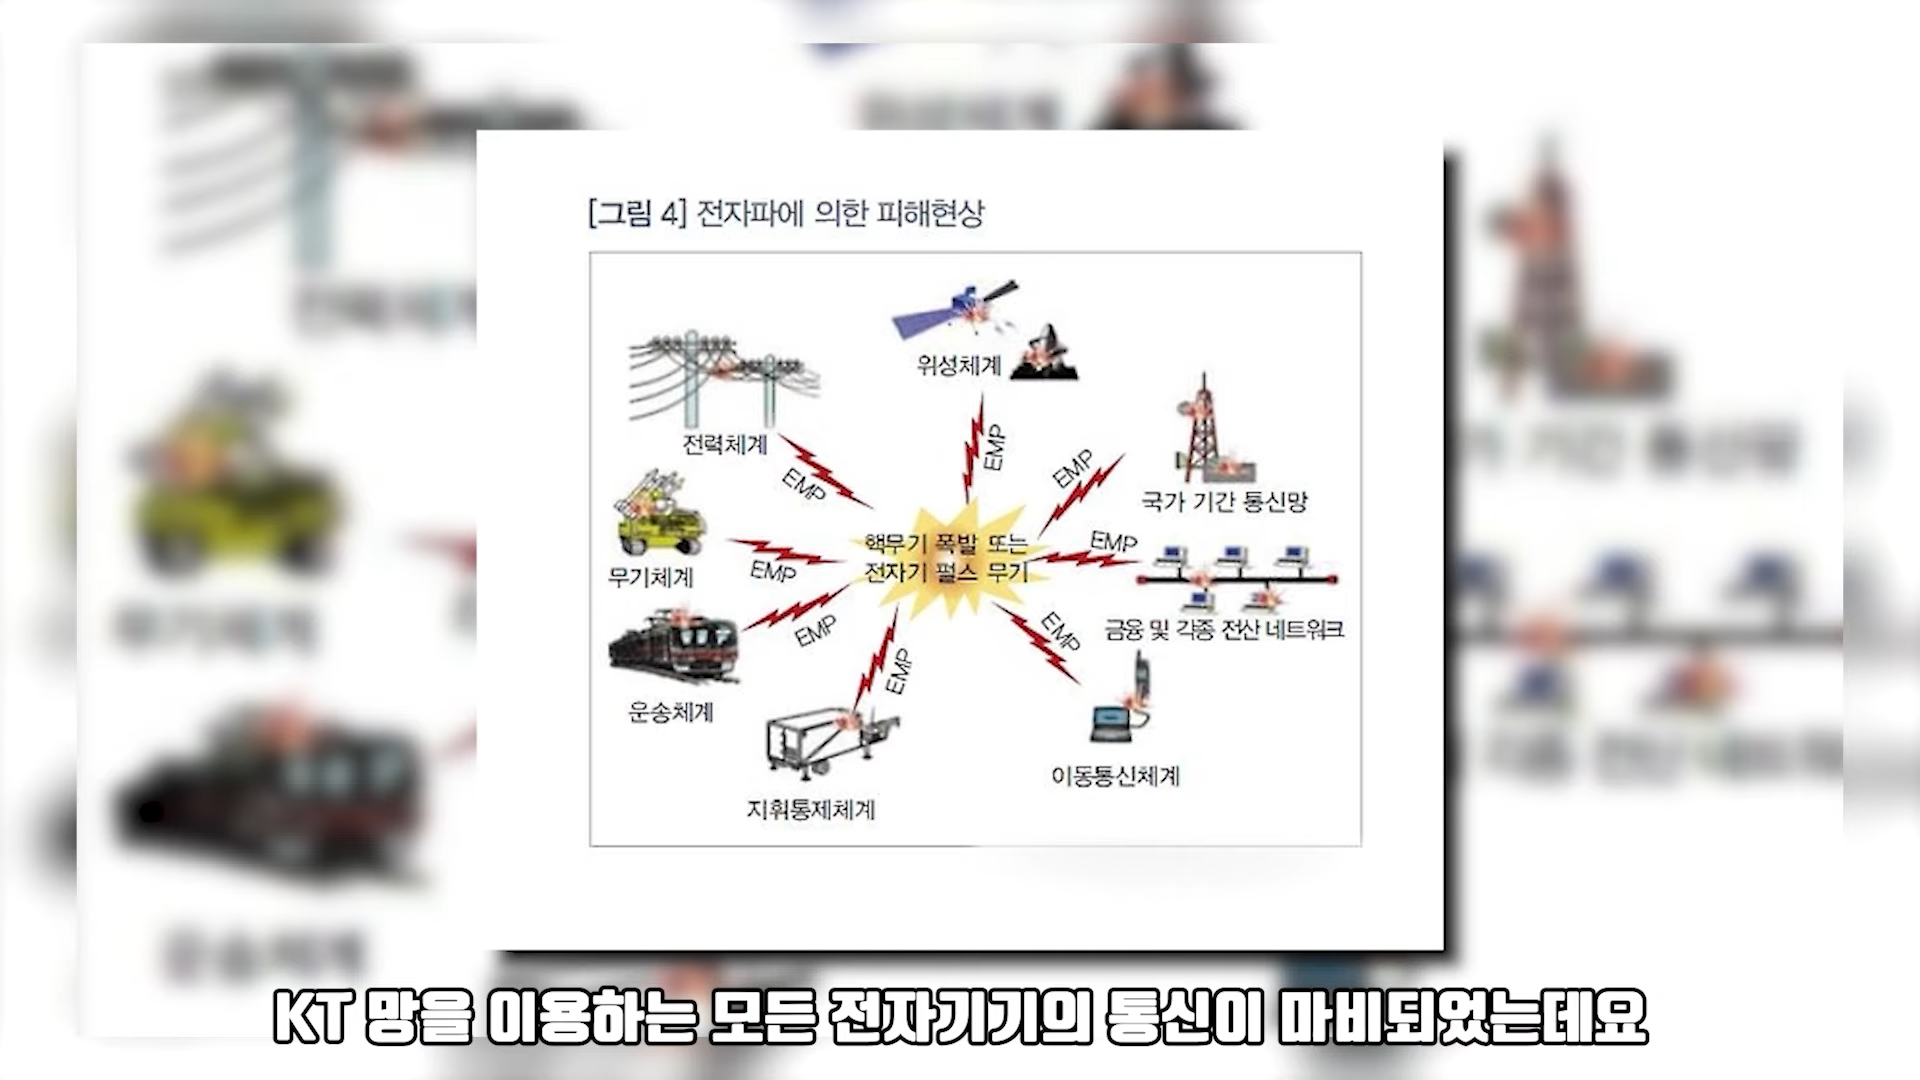 [그림 4] 전자파에 의한 피해현상
위성체계
전력체계
EMP
EMP
EMP
국가 기간 통신망
핵무기 폭발 또는
전자기 펄스 무기
EMP
EMP
무기체계
EMP
EMP
EMP
금융 및 각종 전산 네트워크
운송체계
이동통신체계
지휘통제체계
KT 망을 이용하는 모든 전자기기의 통신이 마비되었는데요